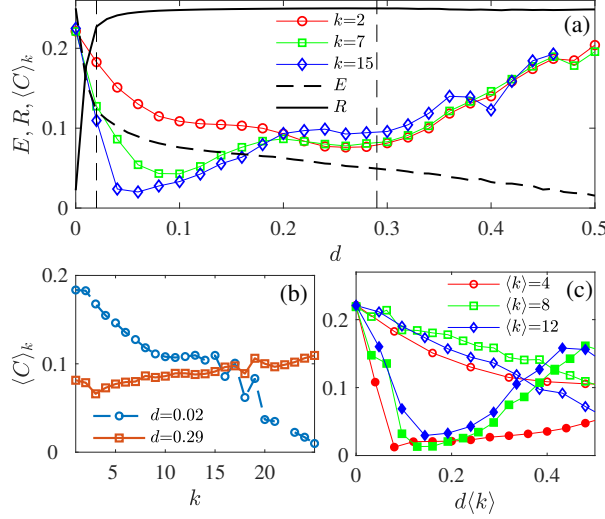 (a)
E, R, ⟨C⟩k
0.2
0.1
0
k=2
k=7
k=15
E
R
0 0.1 0.2 0.3 0.4 0.5
d
(b)
⟨C⟩k
0.2
0.1
0
d=0.02
d=0.29
5 10 15 20
k
(c)
0.2
0.1
0
⟨k⟩=4
⟨k⟩=8
⟨k⟩=12
0 0.2 0.4
d⟨k⟩